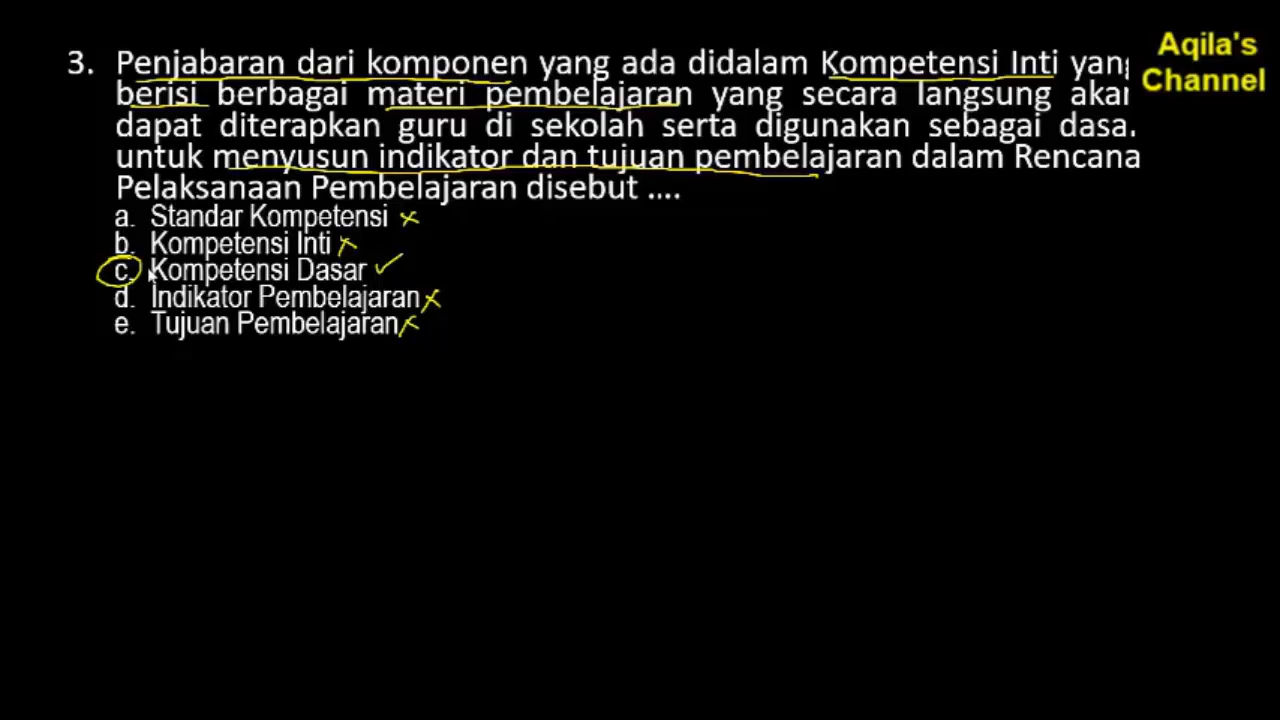 Aqila's
Channel
3. Penjabaran dari komponen yang ada didalam Kompetensi Inti yang
berisi berbagai materi pembelajaran yang secara langsung akan
dapat diterapkan guru di sekolah serta digunakan sebagai dasa.
untuk menyusun indikator dan tujuan pembelajaran dalam Rencana
Pelaksanaan Pembelajaran disebut ....
a. Standar Kompetensi
b. Kompetensi Inti
c. Kompetensi Dasar
d. Indikator Pembelajaran
e. Tujuan Pembelajaran